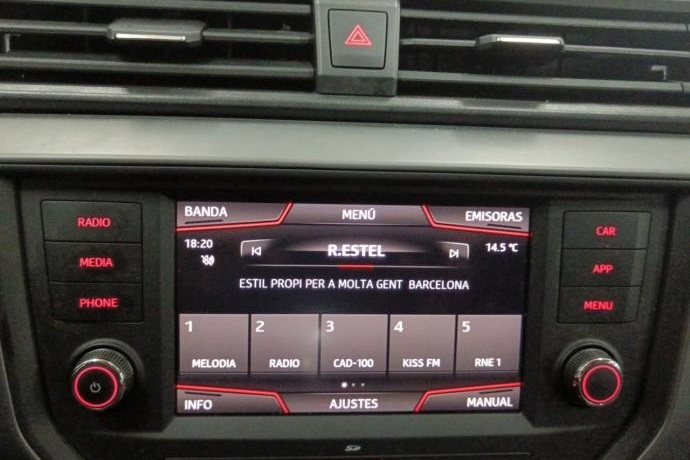 BANDA MENÚ EMISORAS
RADIO 18:20 R.ESTEL 14.5 °C CAR
MEDIA ESTIL PROPI PER A MOLTA GENT BARCELONA APP
PHONE MENU
1 2 3 4 5
MELODIA RADIO CAD-100 KISS FM RNE 1
INFO AJUSTES MANUAL
SD